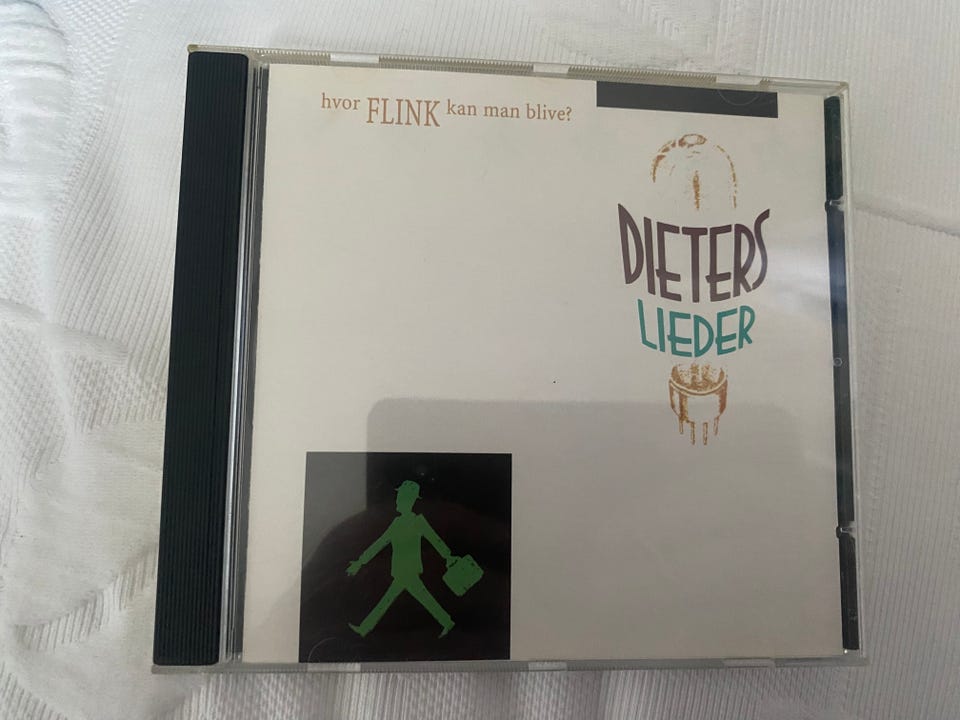 hvor FLINK kan man blive?
DIETERS
LIEDER